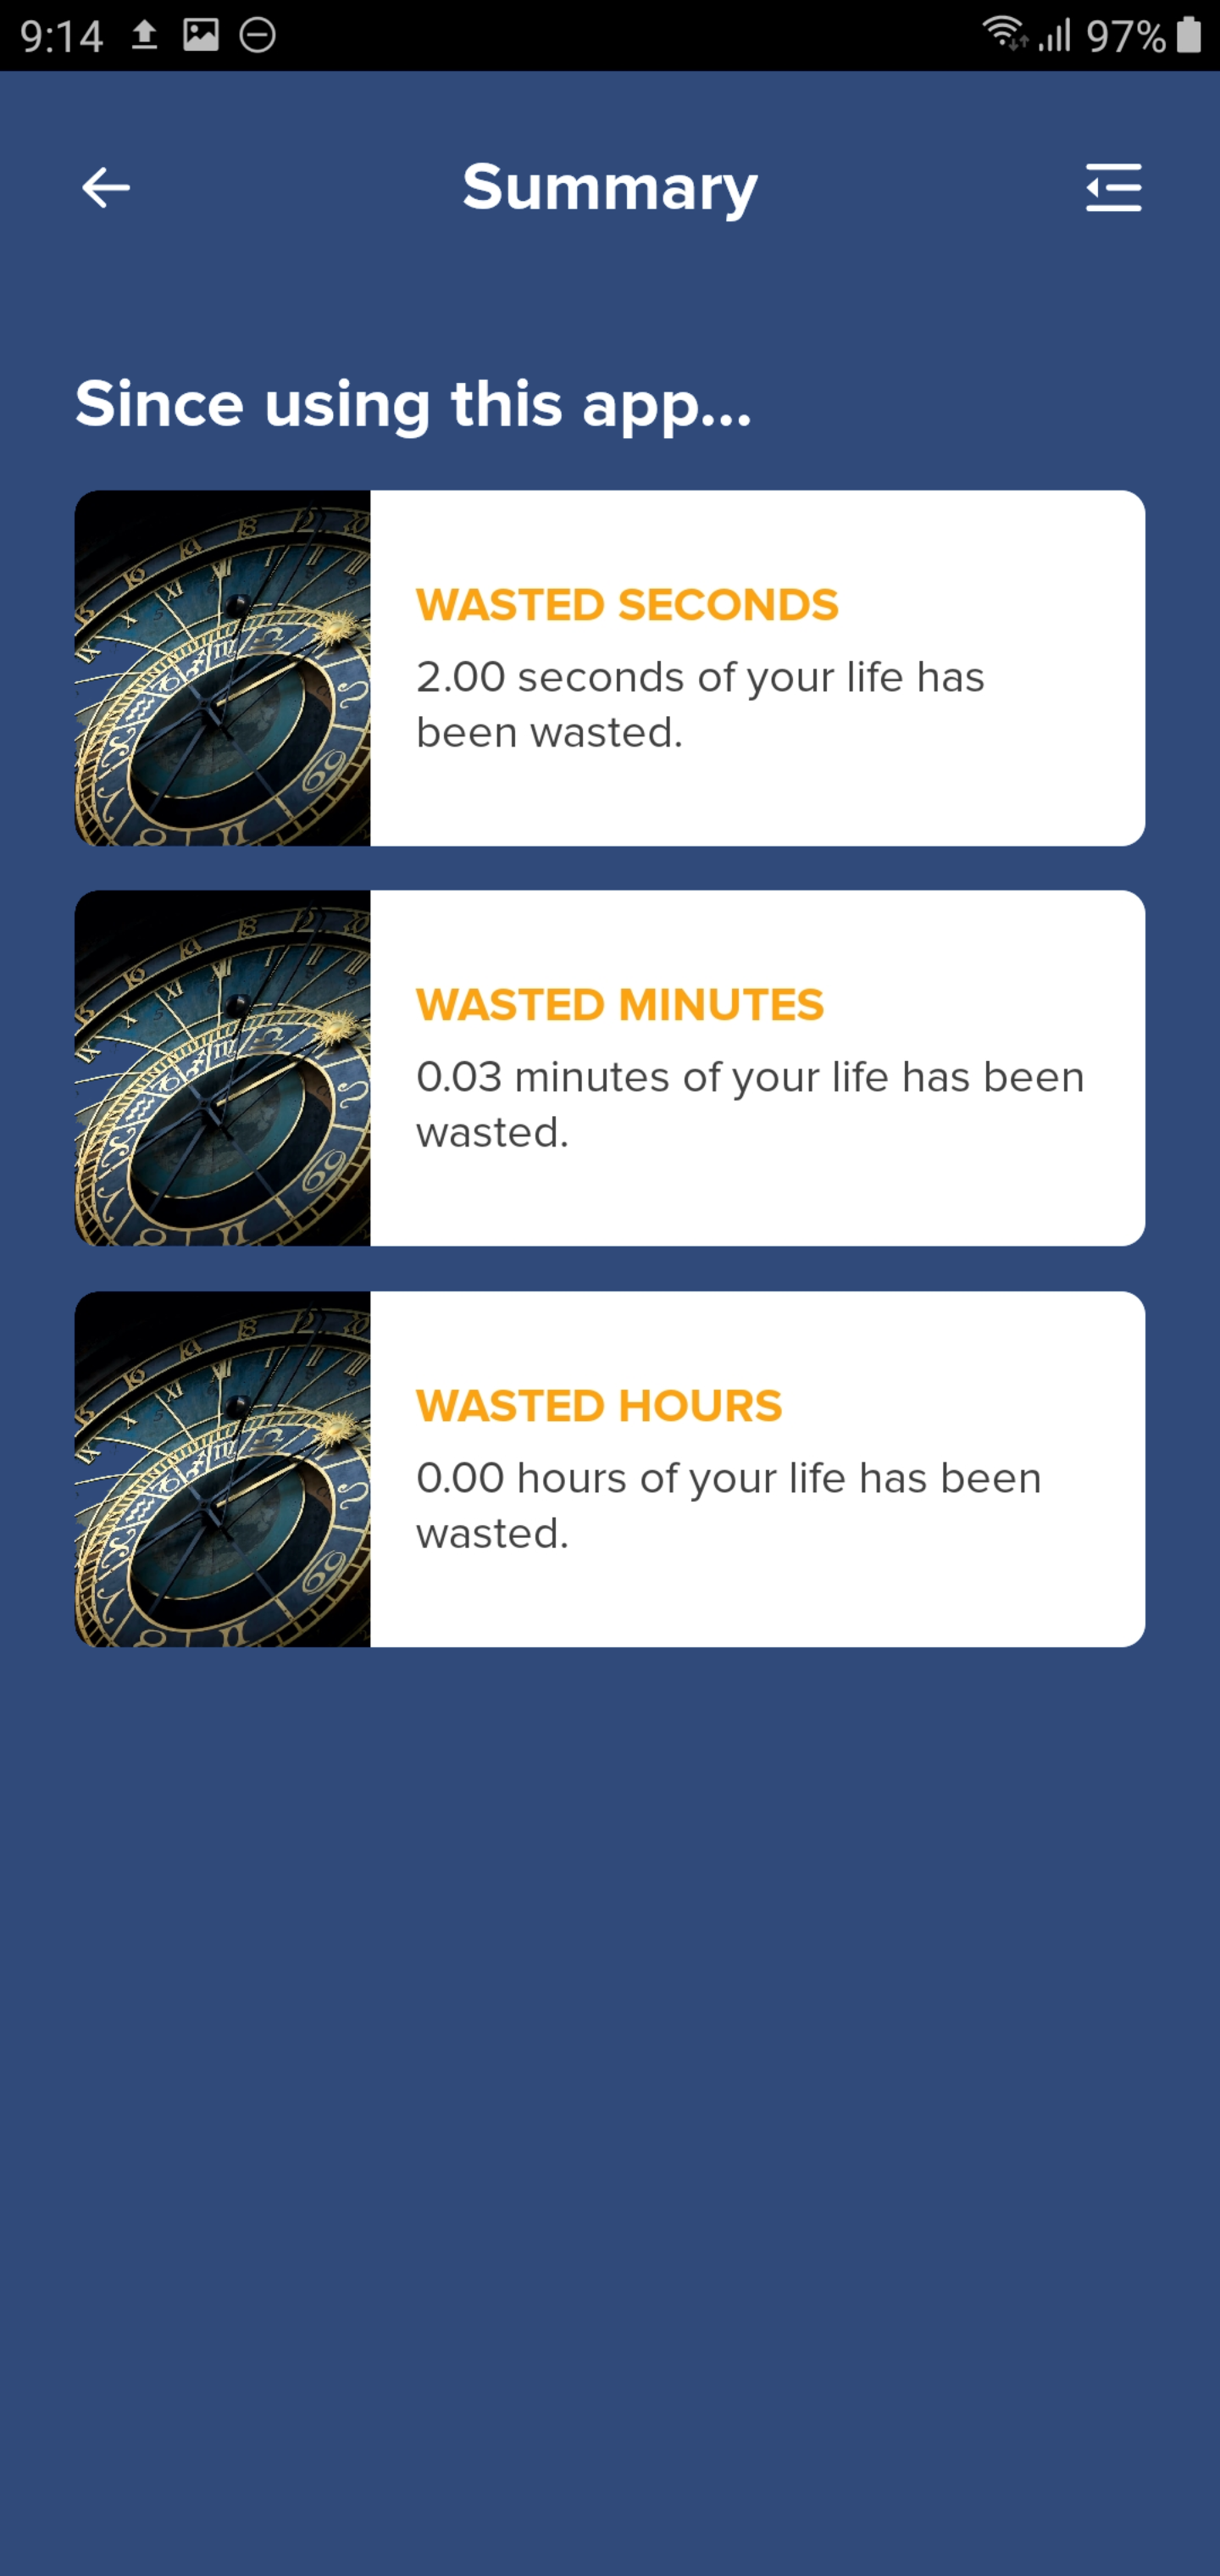 9:14 97%
Summary
Since using this app...
WASTED SECONDS
2.00 seconds of your life has
been wasted.
WASTED MINUTES
0.03 minutes of your life has been
wasted.
WASTED HOURS
0.00 hours of your life has been
wasted.